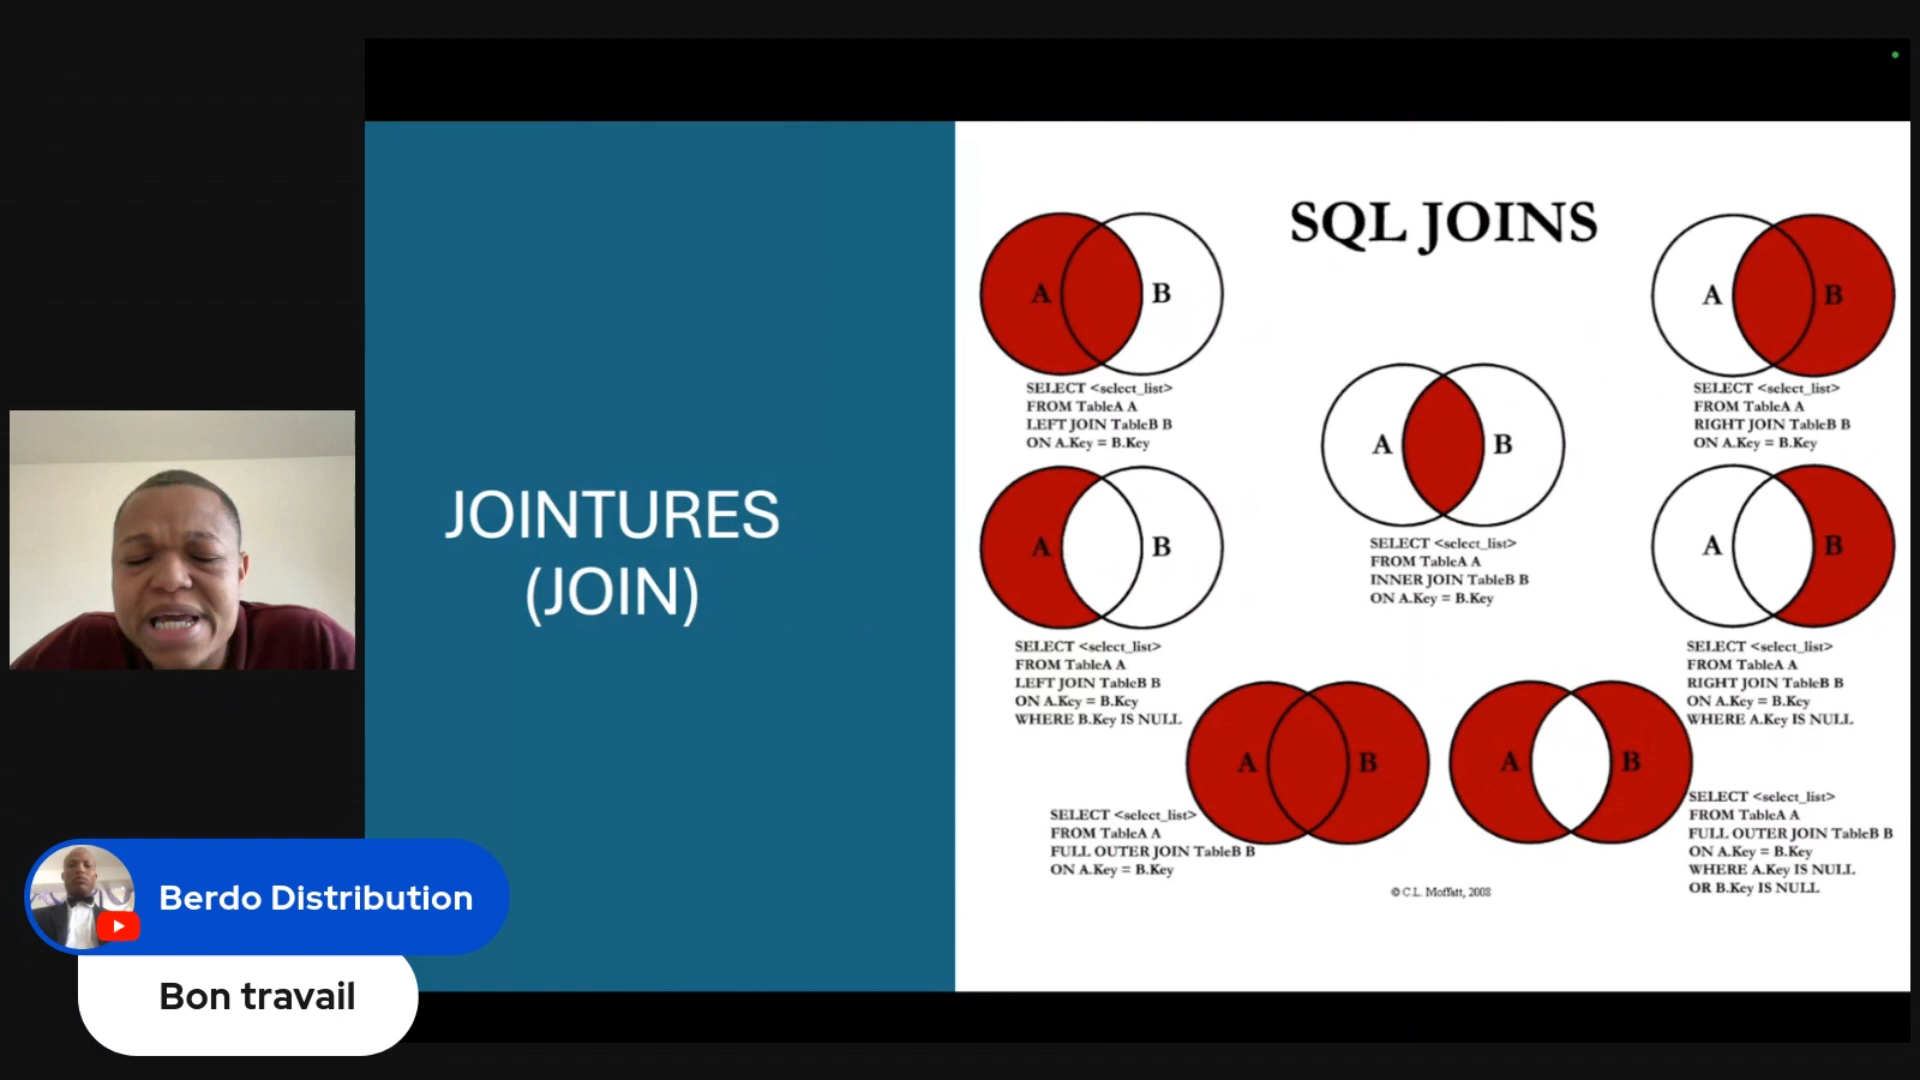 JOINTURES
(JOIN)
SQL JOINS
A
B
SELECT <select_list>
FROM TableA A
LEFT JOIN TableB B
ON A.Key = B.Key
A
B
SELECT <select_list>
FROM TableA A
RIGHT JOIN TableB B
ON A.Key = B.Key
A
B
SELECT <select_list>
FROM TableA A
INNER JOIN TableB B
ON A.Key = B.Key
A
B
SELECT <select_list>
FROM TableA A
LEFT JOIN TableB B
ON A.Key = B.Key
WHERE B.Key IS NULL
A
B
SELECT <select_list>
FROM TableA A
RIGHT JOIN TableB B
ON A.Key = B.Key
WHERE A.Key IS NULL
A
B
SELECT <select_list>
FROM TableA A
FULL OUTER JOIN TableB B
ON A.Key = B.Key
A
B
SELECT <select_list>
FROM TableA A
FULL OUTER JOIN TableB B
ON A.Key = B.Key
WHERE A.Key IS NULL
OR B.Key IS NULL
© C.L. Moffatt, 2008
Berdo Distribution
Bon travail